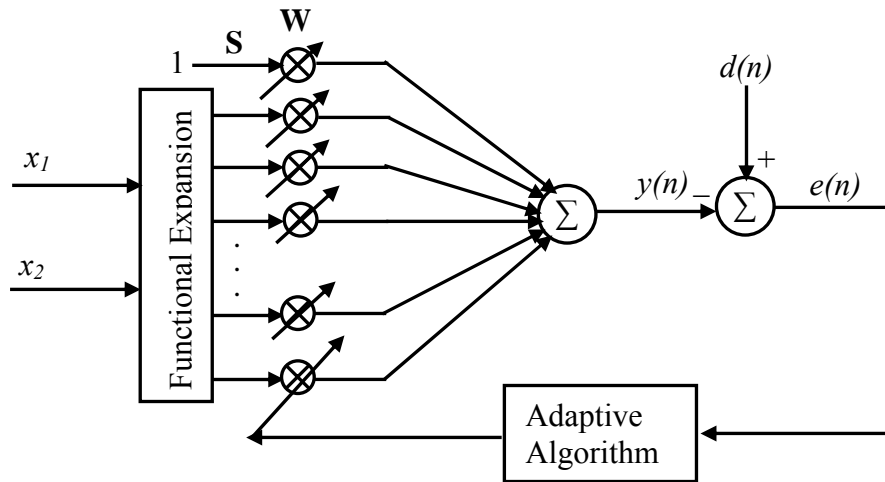 W
S
1
d(n)
Functional Expansion
x1
x2
Σ
y(n)
−
+
Σ
e(n)
Adaptive
Algorithm